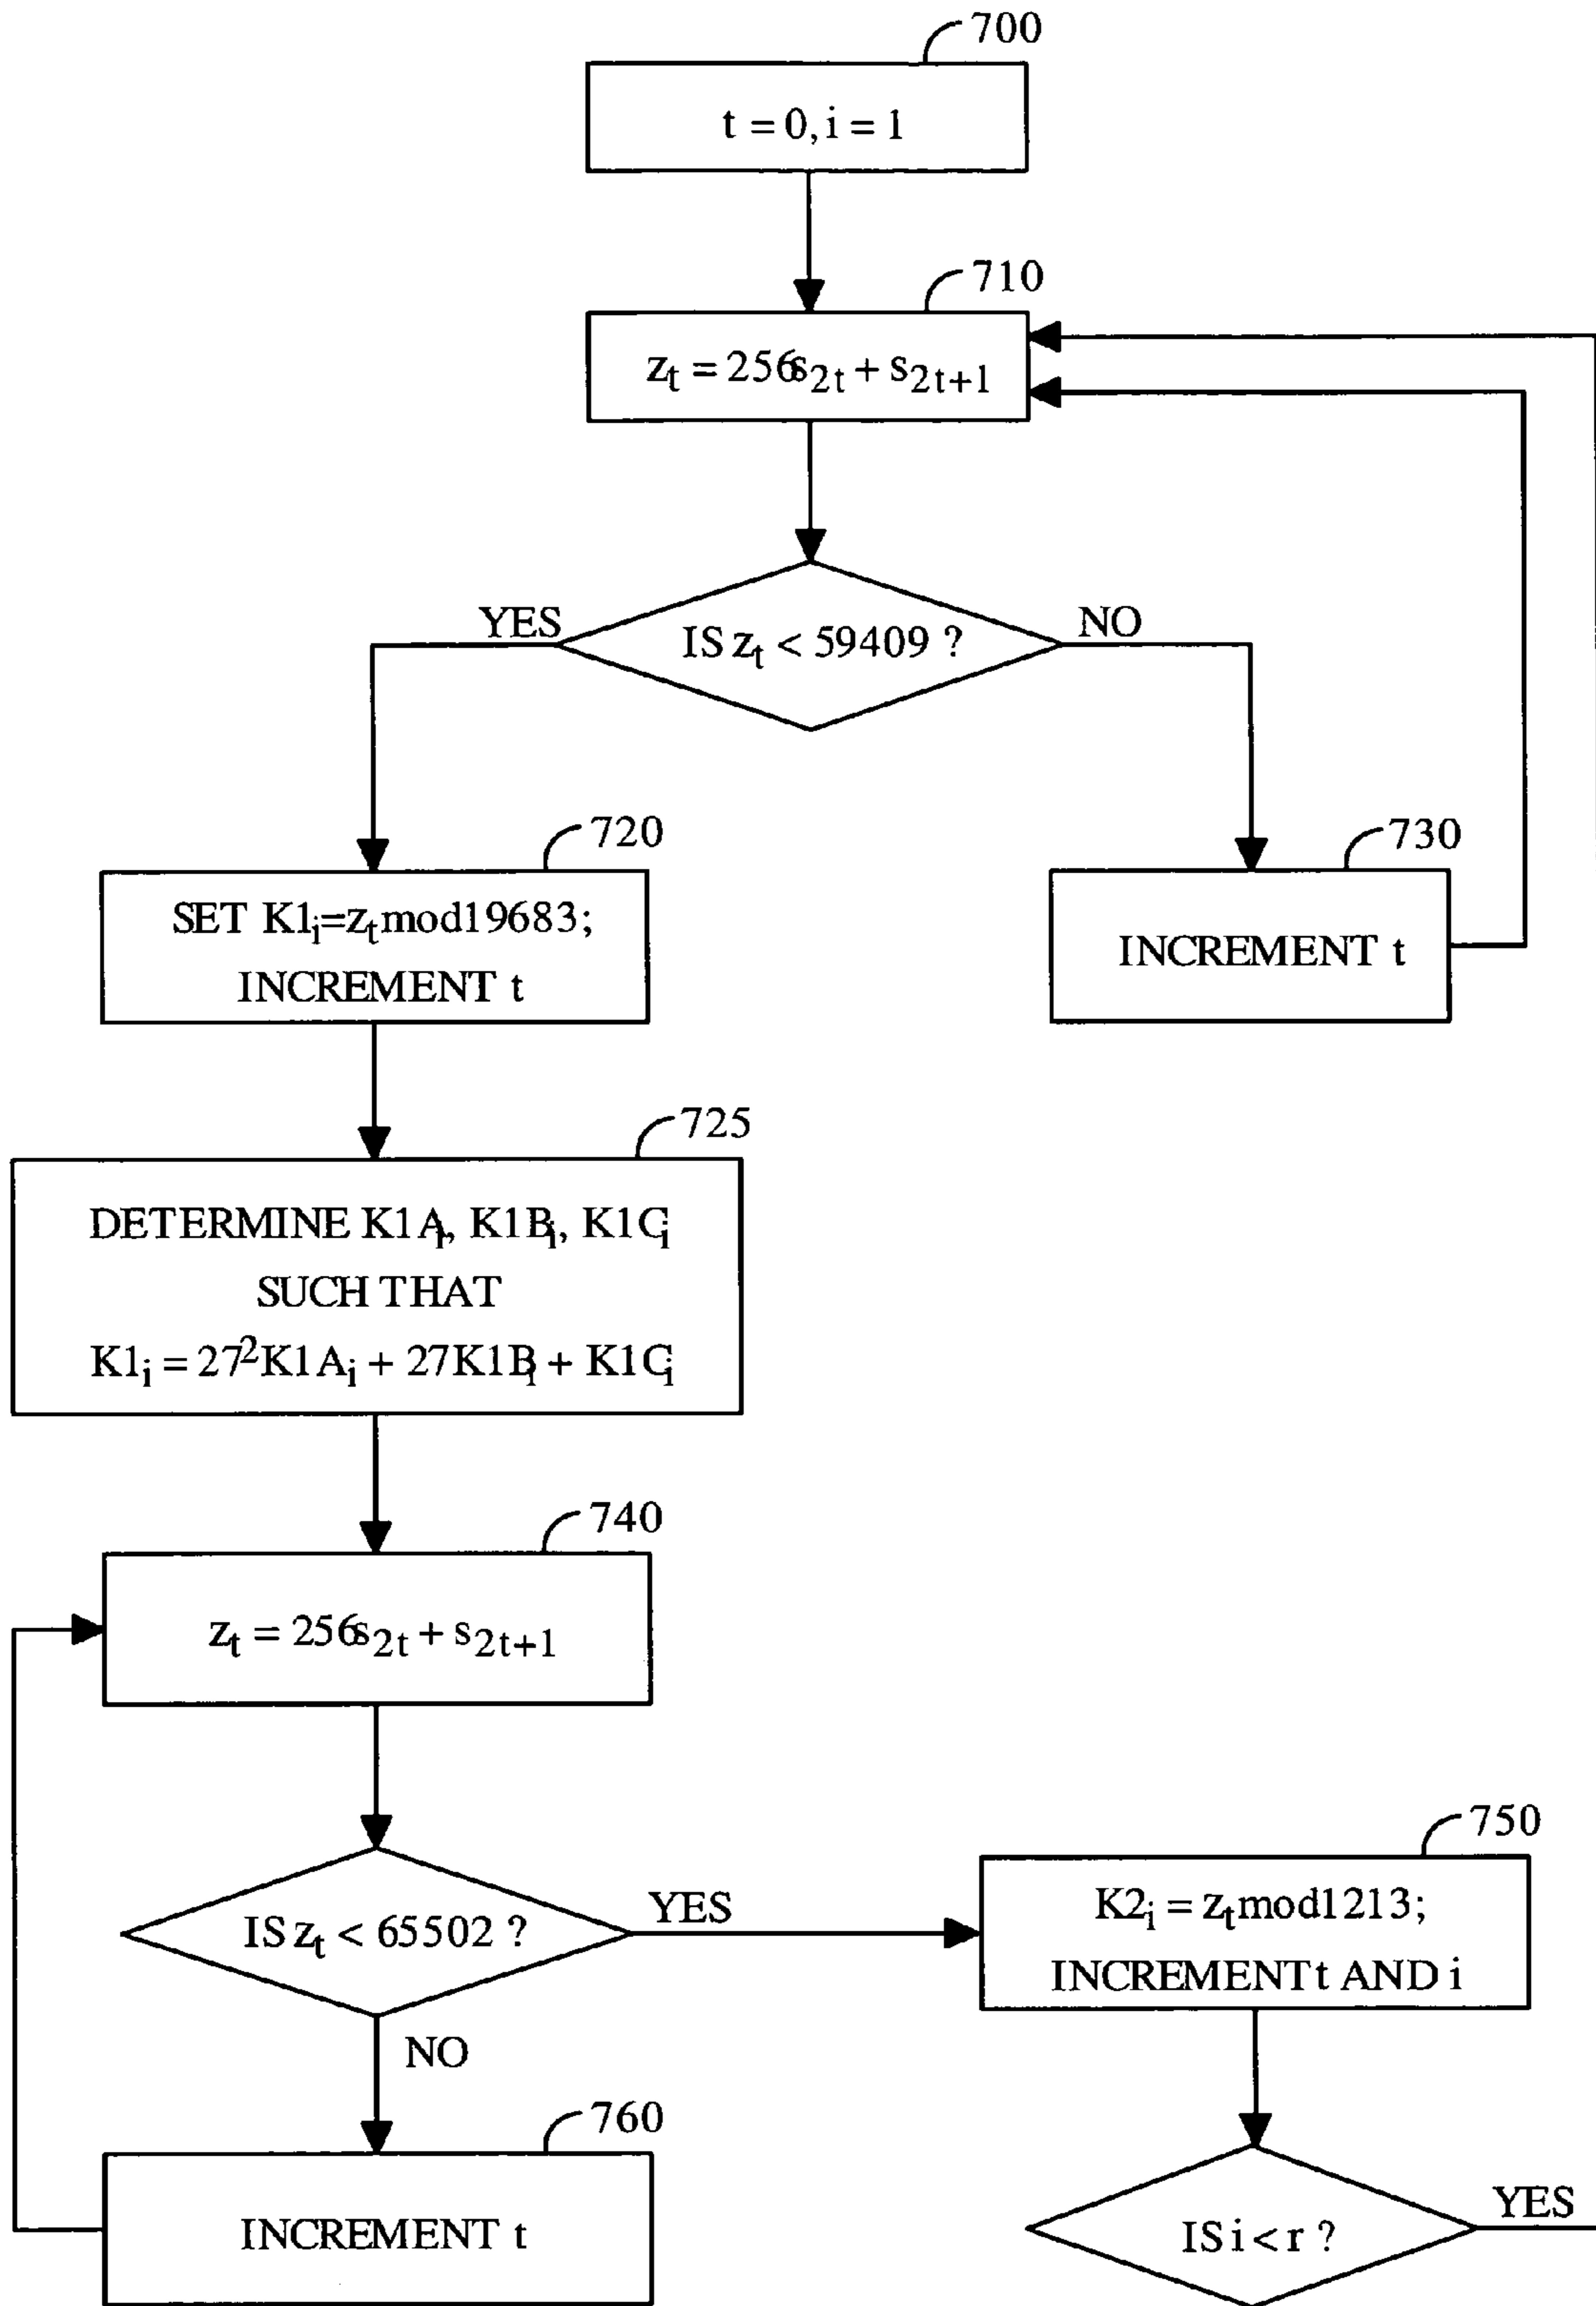 700
t = 0, i = 1
710
z_t = 256s_2t + s_2t+1
YES
IS z_t < 59409 ?
NO
720
SET K1_i=z_t mod19683;
INCREMENT t
730
INCREMENT t
725
DETERMINE K1A_i, K1B_i, K1C_i
SUCH THAT
K1_i = 27^2K1A_i + 27K1B_i + K1C_i
740
z_t = 256s_2t + s_2t+1
IS z_t < 65502 ?
YES
NO
750
K2_i = z_t mod1213;
INCREMENT t AND i
760
INCREMENT t
IS i < r ?
YES